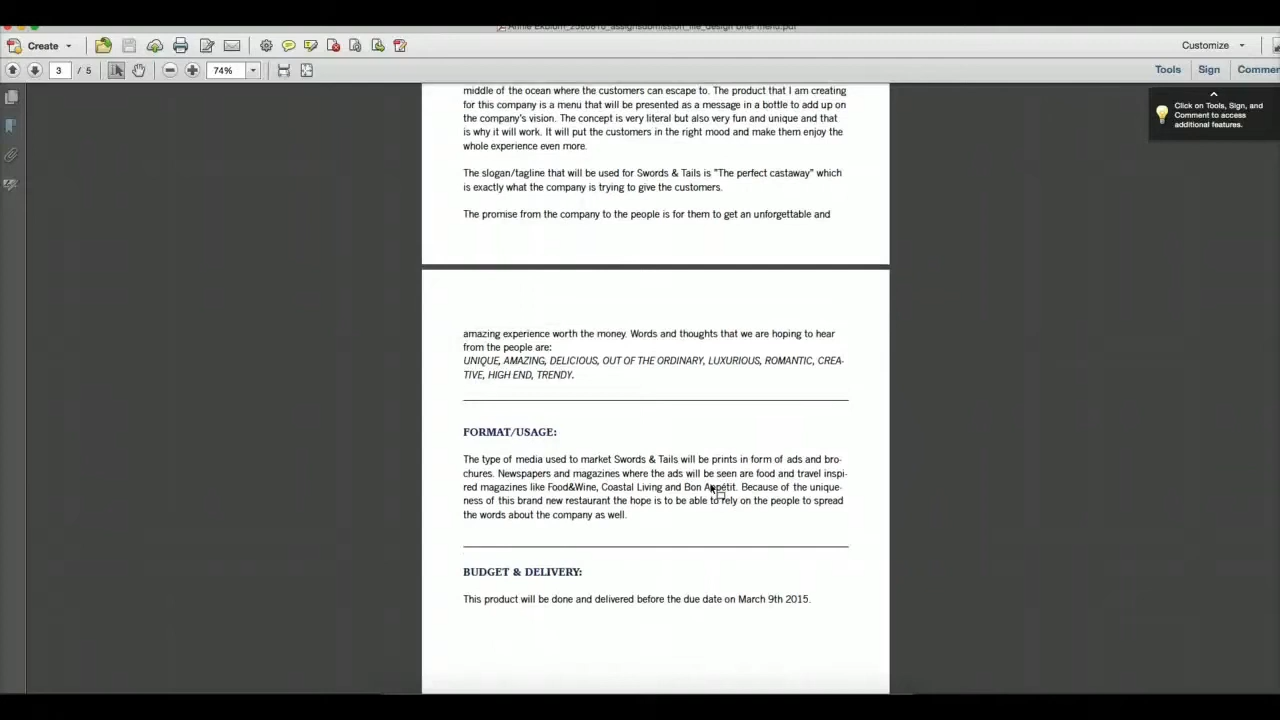 Create
Customize
3 / 5
74%
Tools Sign Comme
Click on Tools, Sign, and
Comment to access
additional features.
middle of the ocean where the customers can escape to. The product that I am creating
for this company is a menu that will be presented as a message in a bottle to add up on
the company's vision. The concept is very literal but also very fun and unique and that
is why it will work. It will put the customers in the right mood and make them enjoy the
whole experience even more.
The slogan/tagline that will be used for Swords & Tails is "The perfect castaway" which
is exactly what the company is trying to give the customers.
The promise from the company to the people is for them to get an unforgettable and
amazing experience worth the money. Words and thoughts that we are hoping to hear
from the people are:
UNIQUE, AMAZING, DELICIOUS, OUT OF THE ORDINARY, LUXURIOUS, ROMANTIC, CREA-
TIVE, HIGH END, TRENDY.
FORMAT/USAGE:
The type of media used to market Swords & Tails will be prints in form of ads and bro-
chures. Newspapers and magazines where the ads will be seen are food and travel inspi-
red magazines like Food&Wine, Coastal Living and Bon Appétit. Because of the unique-
ness of this brand new restaurant the hope is to be able to rely on the people to spread
the words about the company as well.
BUDGET & DELIVERY:
This product will be done and delivered before the due date on March 9th 2015.